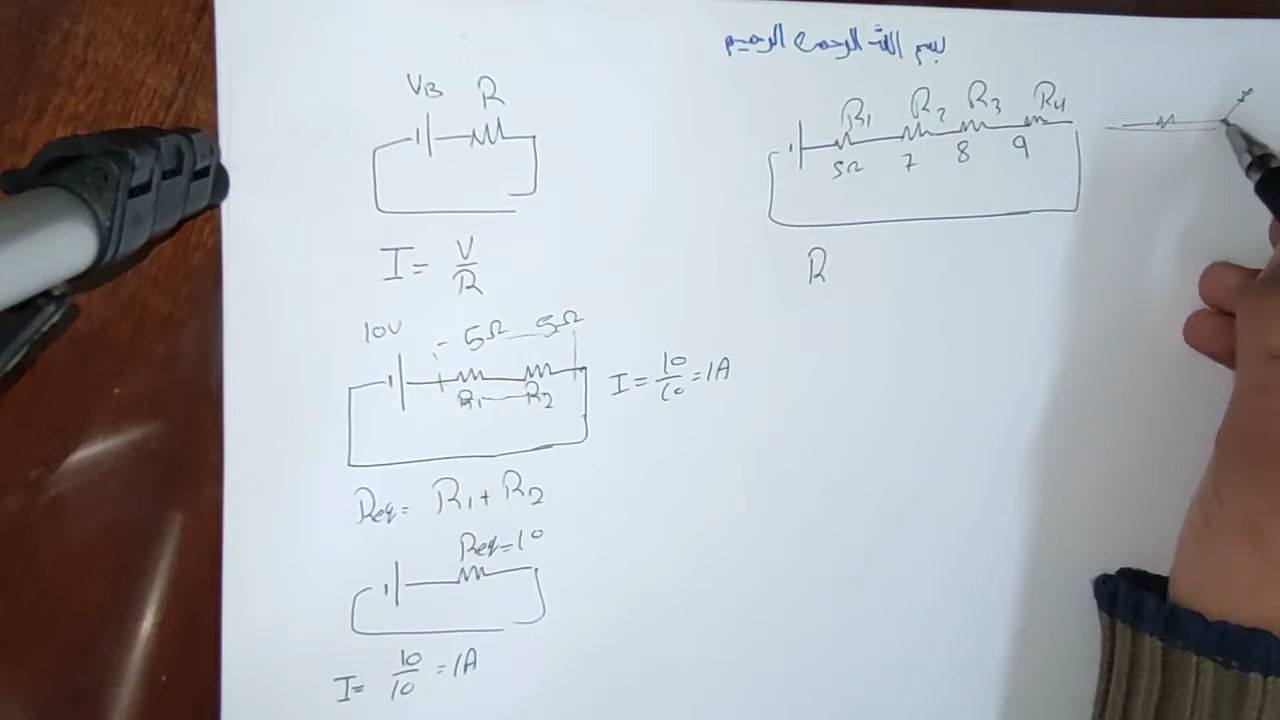 بسم الله الرحمن الرحيم
VB R
I = V/R
10V 5Ω 5Ω
R1 R2
I = 10/10 = 1A
Req = R1 + R2
Req = 10
I = 10/10 = 1A
R1 R2 R3 R4
5Ω 7 8 9
R